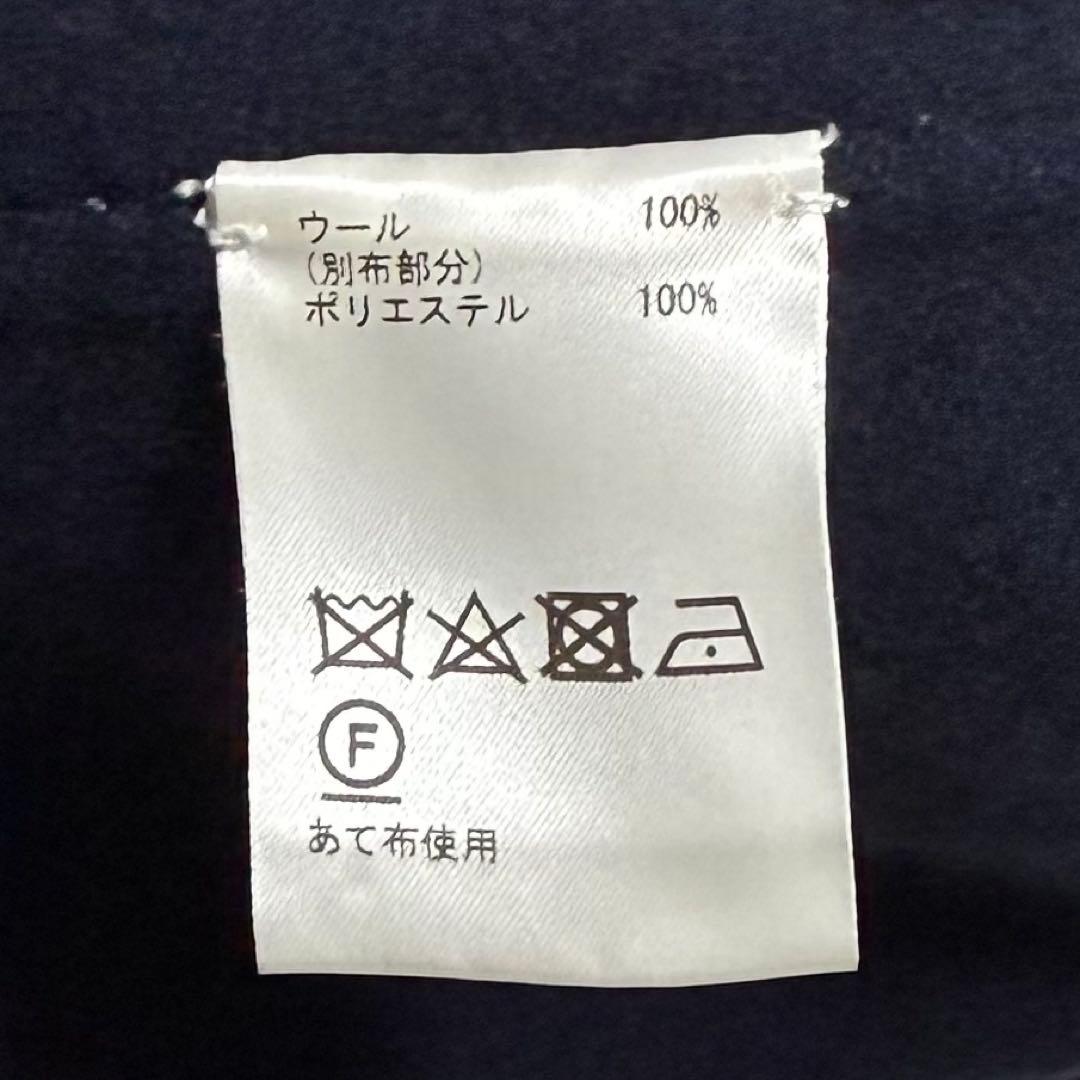 ウール 100%
(別布部分)
ポリエステル 100%
F
あて布使用